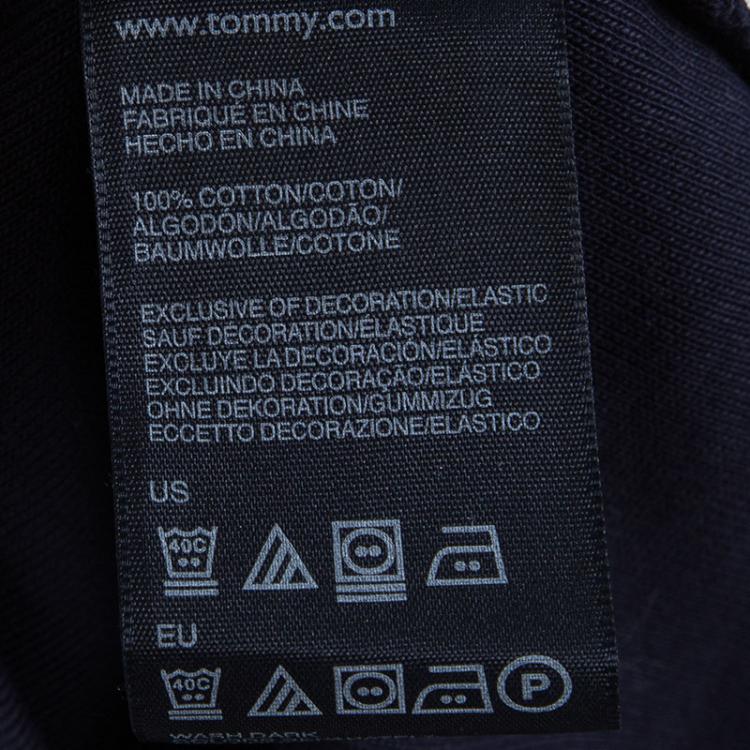 www.tommy.com
MADE IN CHINA
FABRIQUÉ EN CHINE
HECHO EN CHINA
100% COTTON/COTON/
ALGODÓN/ALGODÃO/
BAUMWOLLE/COTONE
EXCLUSIVE OF DECORATION/ELASTIC
SAUF DÉCORATION/ÉLASTIQUE
EXCLUYE LA DECORACIÓN/ELÁSTICO
EXCLUINDO DECORAÇÃO/ELÁSTICO
OHNE DEKORATION/GUMMIZUG
ECCETTO DECORAZIONE/ELASTICO
US
40C
EU
40C P
WASH DARK